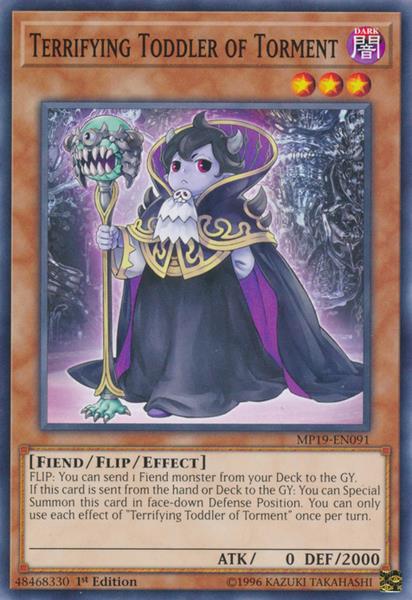 TERRIFYING TODDLER OF TORMENT
DARK
闇
MP19-EN091
[FIEND/FLIP/EFFECT]
FLIP: You can send 1 Fiend monster from your Deck to the GY.
If this card is sent from the hand or Deck to the GY: You can Special
Summon this card in face-down Defense Position. You can only
use each effect of "Terrifying Toddler of Torment" once per turn.
ATK/ 0 DEF/2000
48468330 1st Edition ©1996 KAZUKI TAKAHASHI